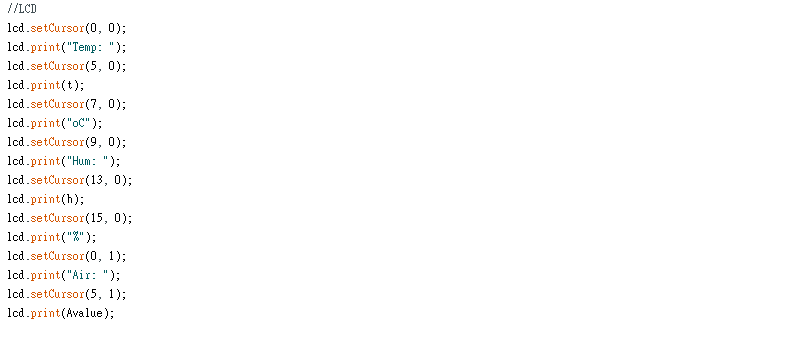 //LCD
lcd.setCursor(0, 0);
lcd.print("Temp: ");
lcd.setCursor(5, 0);
lcd.print(t);
lcd.setCursor(7, 0);
lcd.print("oC");
lcd.setCursor(9, 0);
lcd.print("Hum: ");
lcd.setCursor(13, 0);
lcd.print(h);
lcd.setCursor(15, 0);
lcd.print("%");
lcd.setCursor(0, 1);
lcd.print("Air: ");
lcd.setCursor(5, 1);
lcd.print(Avalue);